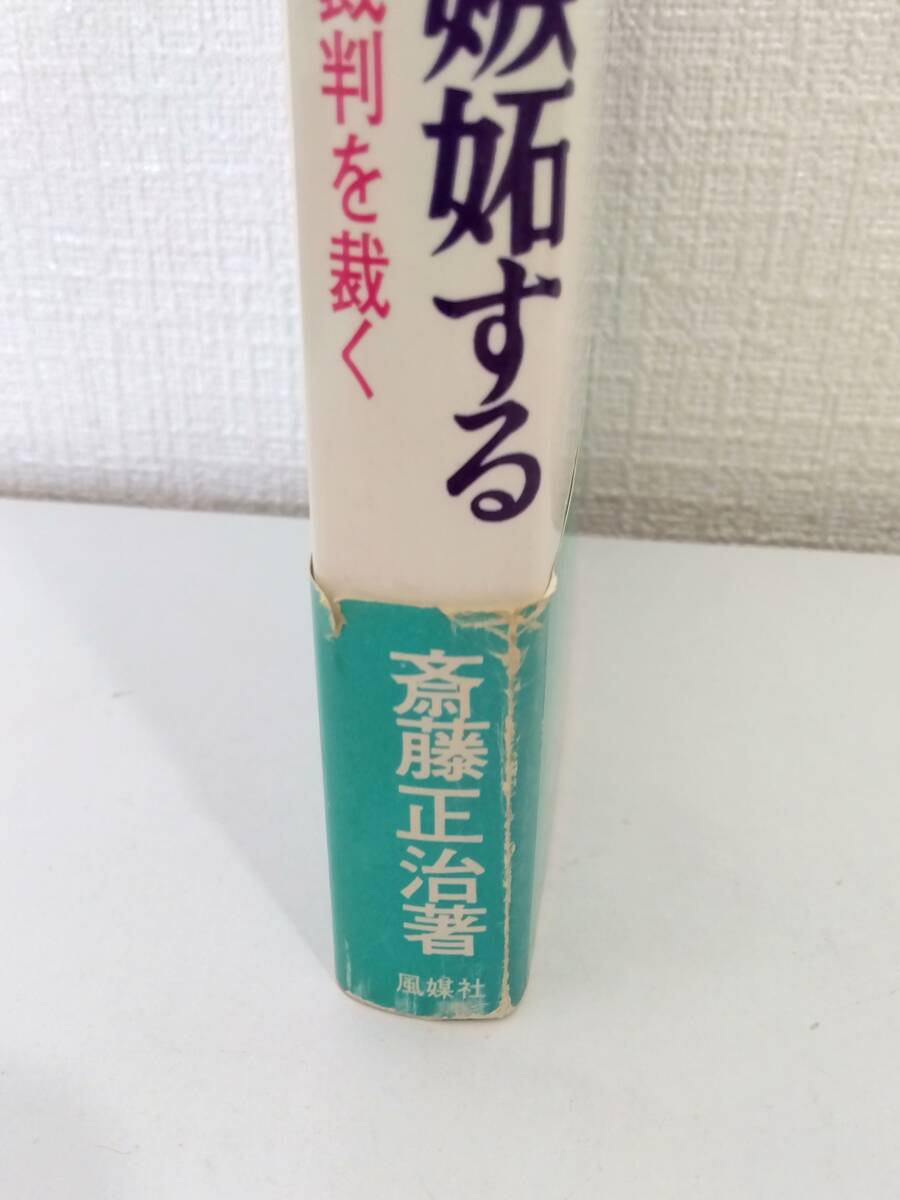 嫉妬する
裁判を裁く
斎藤正治著
風媒社